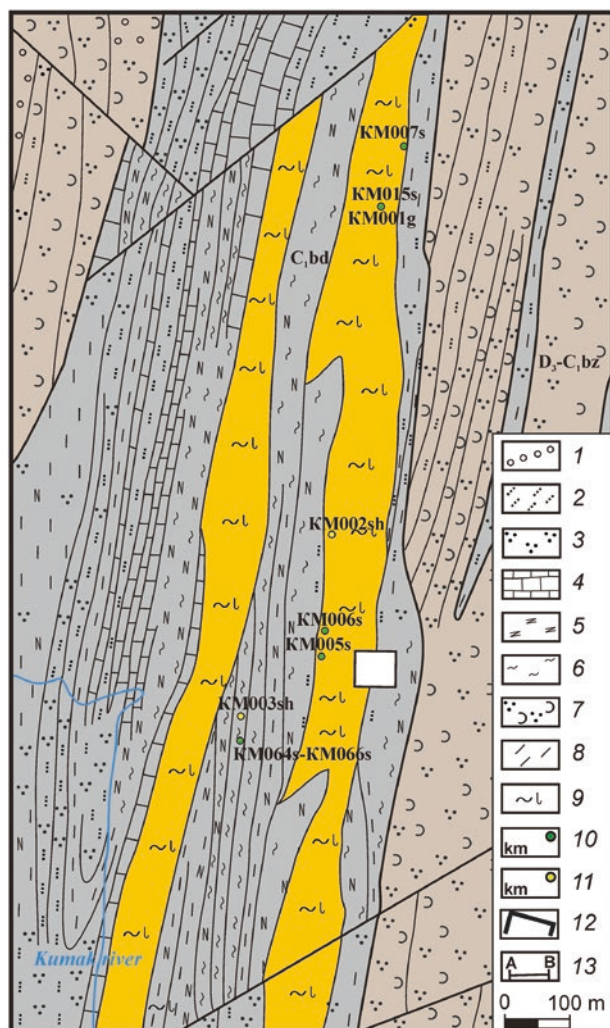 KM007s
KM015s
KM001g
C₁bd
D₃-C₁bz
KM002sh
KM006s
KM005s
KM003sh
KM064s-KM066s
Kumak river
1
2
3
4
5
6
7
8
9
km 10
km 11
12
A B 13
0 100 m